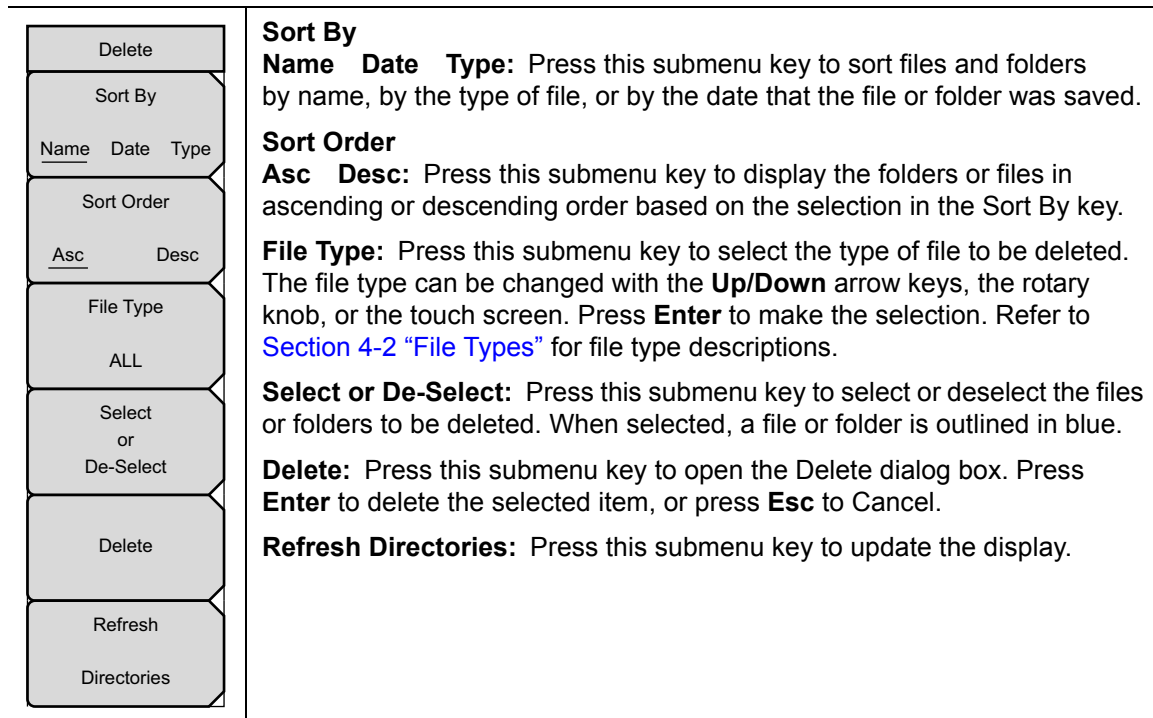 Delete
Sort By
Name Date Type
Sort Order
Asc Desc
File Type
ALL
Select
or
De-Select
Delete
Refresh
Directories
Sort By
Name Date Type: Press this submenu key to sort files and folders
by name, by the type of file, or by the date that the file or folder was saved.
Sort Order
Asc Desc: Press this submenu key to display the folders or files in
ascending or descending order based on the selection in the Sort By key.
File Type: Press this submenu key to select the type of file to be deleted.
The file type can be changed with the Up/Down arrow keys, the rotary
knob, or the touch screen. Press Enter to make the selection. Refer to
Section 4-2 “File Types” for file type descriptions.
Select or De-Select: Press this submenu key to select or deselect the files
or folders to be deleted. When selected, a file or folder is outlined in blue.
Delete: Press this submenu key to open the Delete dialog box. Press
Enter to delete the selected item, or press Esc to Cancel.
Refresh Directories: Press this submenu key to update the display.